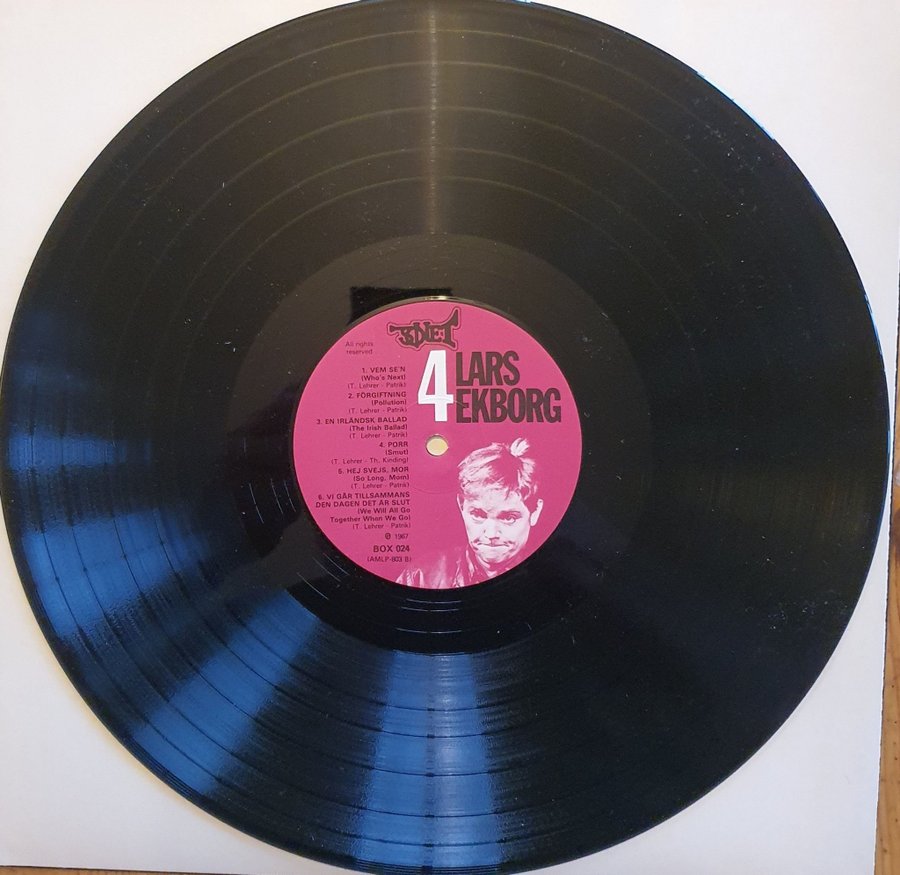 KNET
All rights
reserved
4 LARS
EKBORG
1. VEM SE'N
(Who's Next)
(T. Lehrer - Patrik)
2. FÖRGIFTNING
(Pollution)
(T. Lehrer - Patrik)
3. EN IRLÄNDSK BALLAD
(The Irish Ballad)
(T. Lehrer - Patrik)
4. PORR
(Smut)
(T. Lehrer - Th. Kinding)
5. HEJ SVEJS, MOR
(So Long, Mom)
(T. Lehrer - Patrik)
6. VI GÅR TILLSAMMANS
DEN DAGEN DET ÄR SLUT
(We Will All Go
Together When We Go)
(T. Lehrer - Patrik)
℗ 1967
BOX 024
(AMLP-803 B)